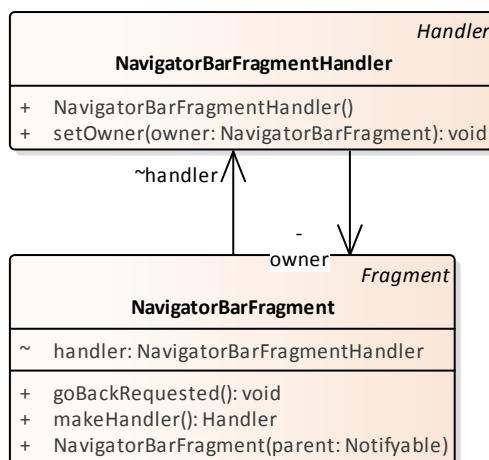 Handler
NavigatorBarFragmentHandler
+ NavigatorBarFragmentHandler()
+ setOwner(owner: NavigatorBarFragment): void
~handler
-
owner
Fragment
NavigatorBarFragment
~ handler: NavigatorBarFragmentHandler
+ goBackRequested(): void
+ makeHandler(): Handler
+ NavigatorBarFragment(parent: Notifyable)